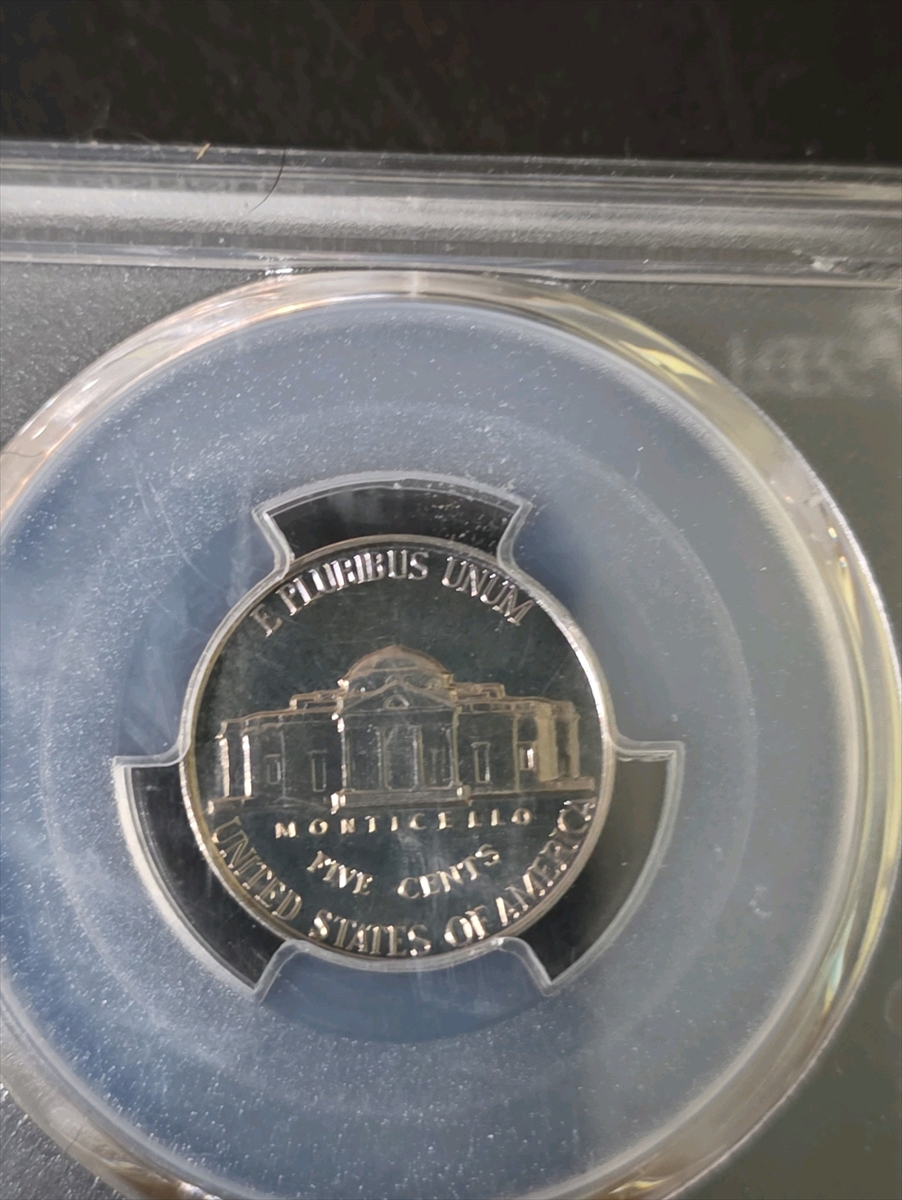 E PLURIBUS UNUM
MONTICELLO
FIVE CENTS
UNITED STATES OF AMERICA